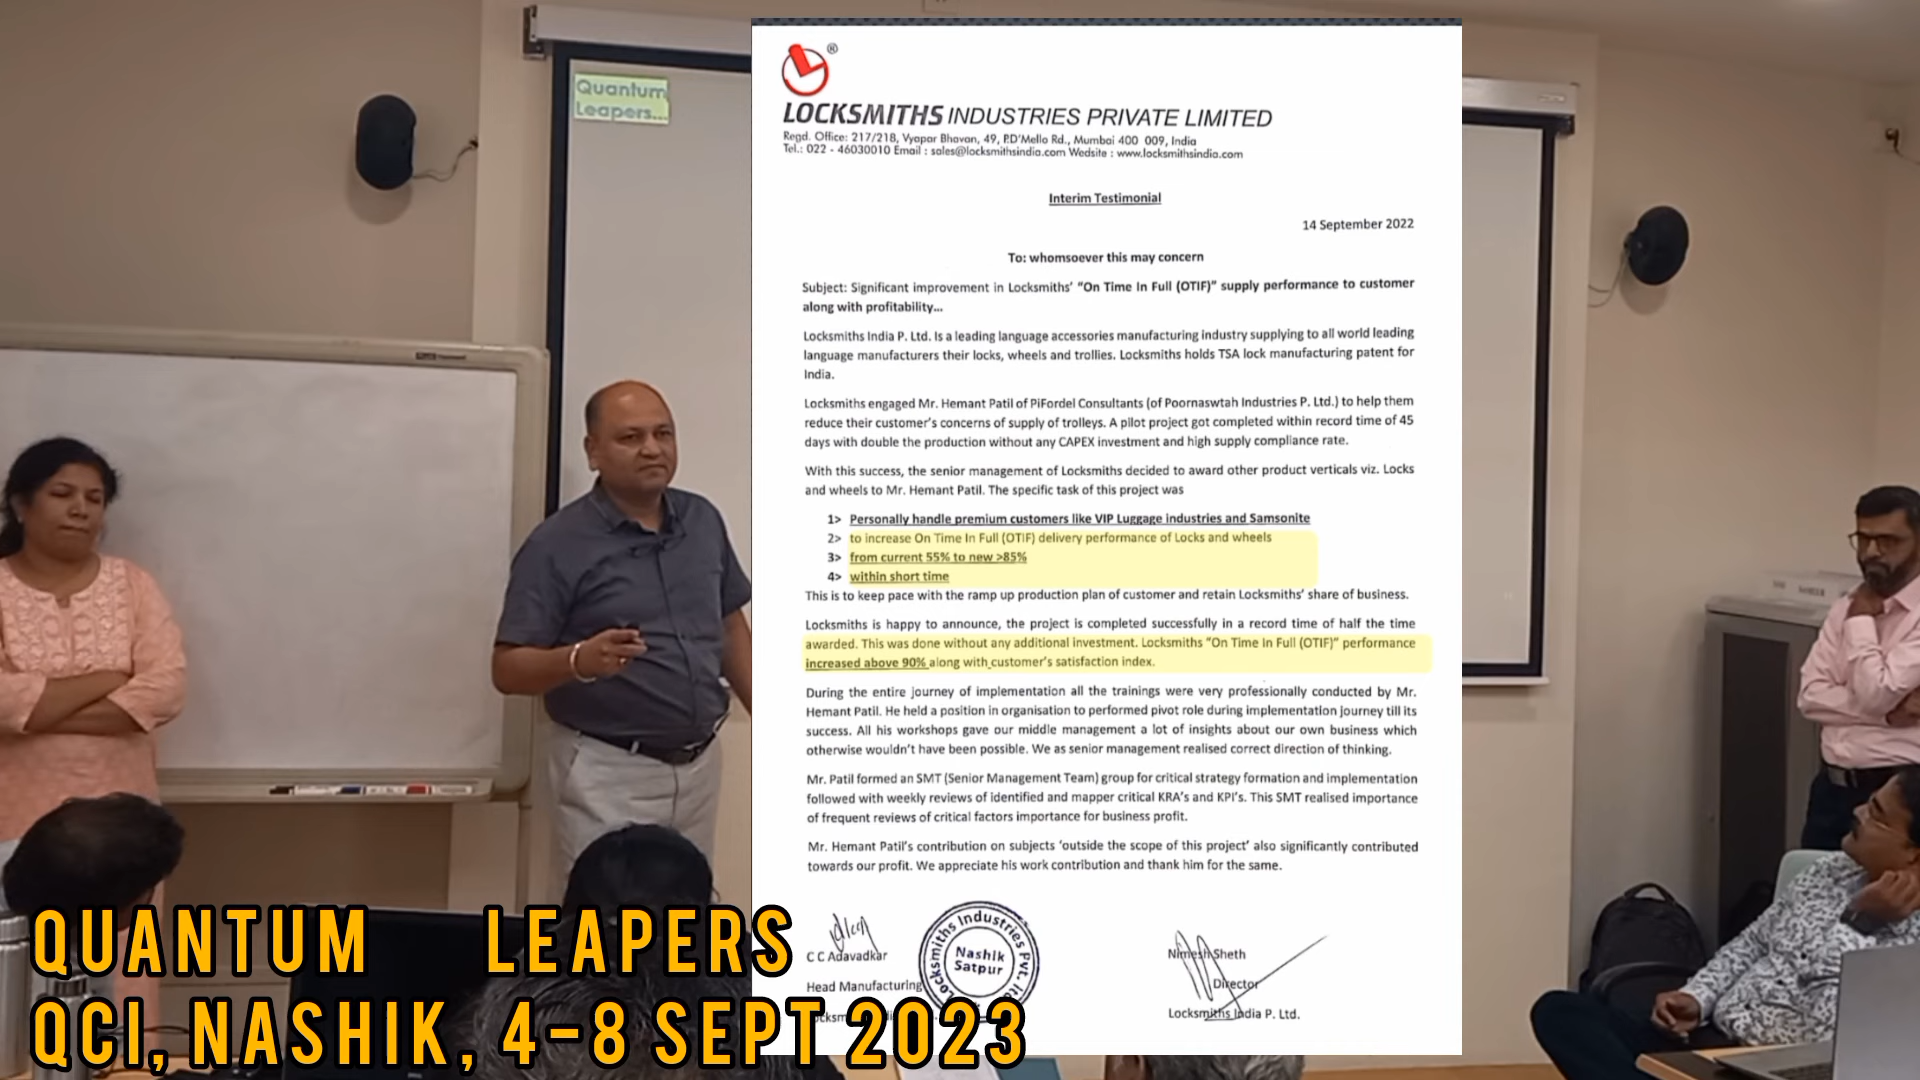 Quantum
Leapers...
®
LOCKSMITHS INDUSTRIES PRIVATE LIMITED
Regd. Office: 217/218, Vyapar Bhavan, 49, P.D'Mello Rd., Mumbai 400 009, India
Tel.: 022 - 46030010 Email : sales@locksmithsindia.com Wedsite : www.locksmithsindia.com
Interim Testimonial
14 September 2022
To: whomsoever this may concern
Subject: Significant improvement in Locksmiths' "On Time In Full (OTIF)" supply performance to customer
along with profitability...
Locksmiths India P. Ltd. Is a leading language accessories manufacturing industry supplying to all world leading
language manufacturers their locks, wheels and trollies. Locksmiths holds TSA lock manufacturing patent for
India.
Locksmiths engaged Mr. Hemant Patil of PiFordel Consultants (of Poornaswtah Industries P. Ltd.) to help them
reduce their customer's concerns of supply of trolleys. A pilot project got completed within record time of 45
days with double the production without any CAPEX investment and high supply compliance rate.
With this success, the senior management of Locksmiths decided to award other product verticals viz. Locks
and wheels to Mr. Hemant Patil. The specific task of this project was
1> Personally handle premium customers like VIP Luggage industries and Samsonite
2> to increase On Time In Full (OTIF) delivery performance of Locks and wheels
3> from current 55% to new >85%
4> within short time
This is to keep pace with the ramp up production plan of customer and retain Locksmiths' share of business.
Locksmiths is happy to announce, the project is completed successfully in a record time of half the time
awarded. This was done without any additional investment. Locksmiths "On Time In Full (OTIF)" performance
increased above 90% along with customer's satisfaction index.
During the entire journey of implementation all the trainings were very professionally conducted by Mr.
Hemant Patil. He held a position in organisation to performed pivot role during implementation journey till its
success. All his workshops gave our middle management a lot of insights about our own business which
otherwise wouldn't have been possible. We as senior management realised correct direction of thinking.
Mr. Patil formed an SMT (Senior Management Team) group for critical strategy formation and implementation
followed with weekly reviews of identified and mapper critical KRA's and KPI's. This SMT realised importance
of frequent reviews of critical factors importance for business profit.
Mr. Hemant Patil's contribution on subjects 'outside the scope of this project' also significantly contributed
towards our profit. We appreciate his work contribution and thank him for the same.
C C Adavadkar
Head Manufacturing
Locksmiths Industries Pvt. Ltd.
Nashik
Satpur
Nimesh Sheth
Director
Locksmiths India P. Ltd.
QUANTUM LEAPERS
QCI, NASHIK, 4-8 SEPT 2023